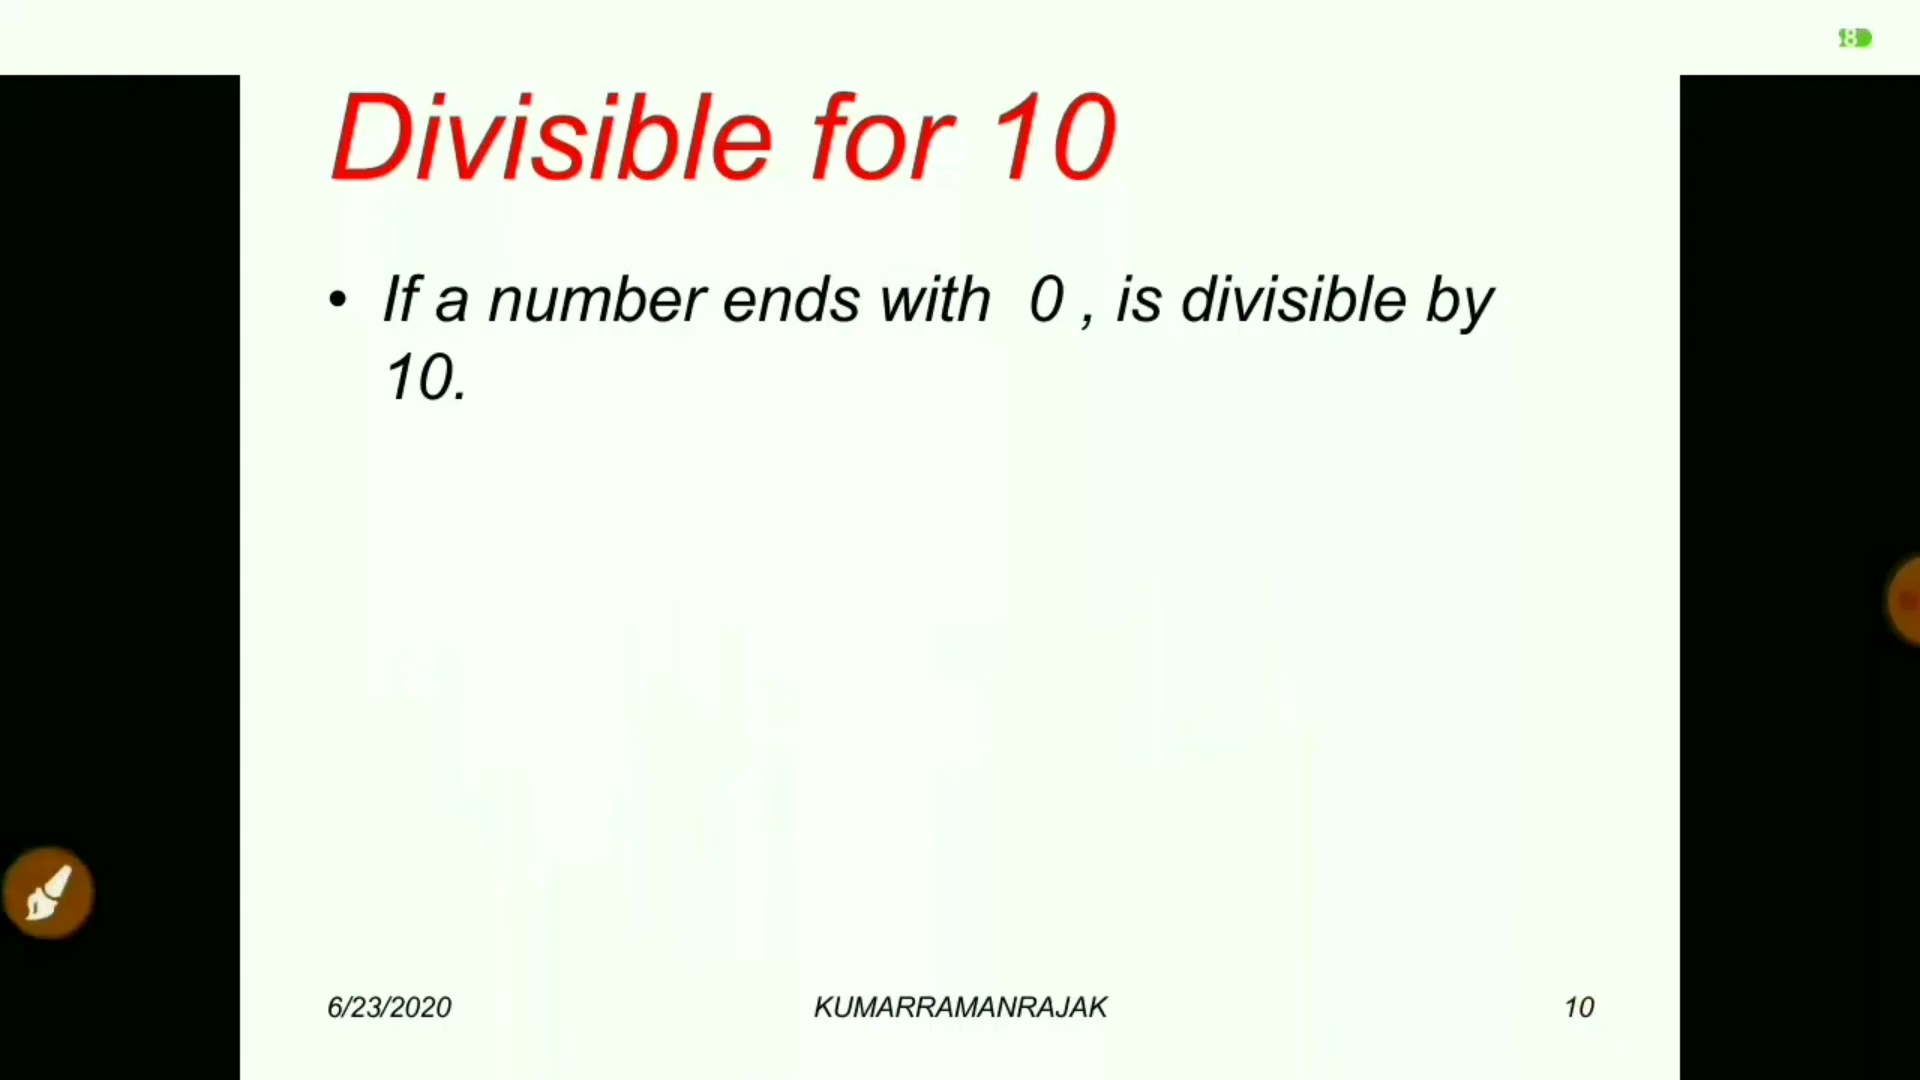 Divisible for 10
• If a number ends with 0 , is divisible by
10.
6/23/2020 KUMARRAMANRAJAK 10